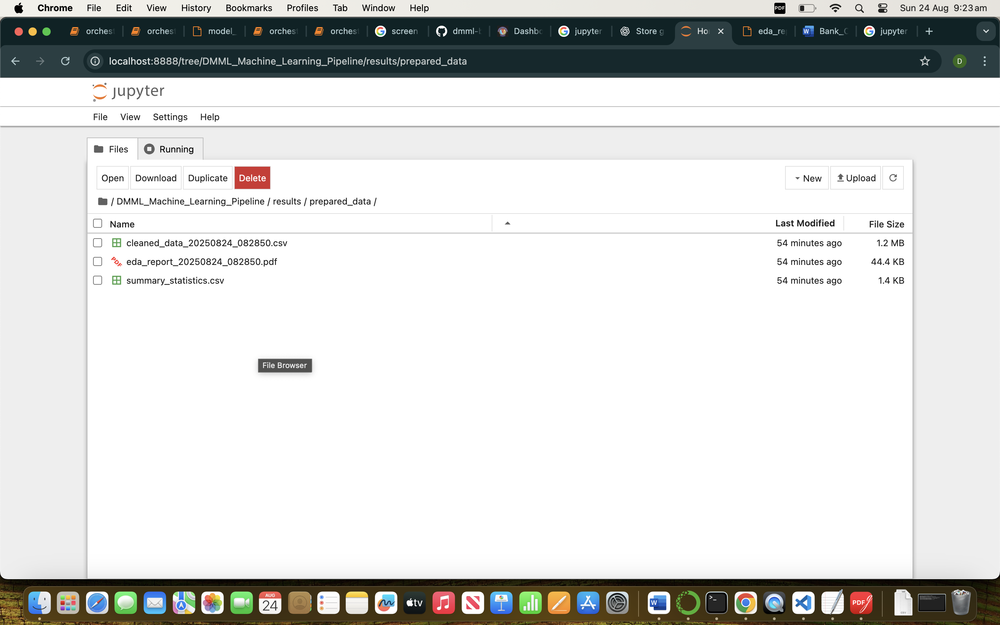 Chrome File Edit View History Bookmarks Profiles Tab Window Help PDF Sun 24 Aug 9:23 am
orchest orchest model_ orchest orchest screen dmml-b Dashbo jupyter Store g Ho eda_re Bank_C jupyter
localhost:8888/tree/DMML_Machine_Learning_Pipeline/results/prepared_data D
jupyter
File View Settings Help
Files Running
Open Download Duplicate Delete New Upload
/ DMML_Machine_Learning_Pipeline / results / prepared_data /
Name Last Modified File Size
cleaned_data_20250824_082850.csv 54 minutes ago 1.2 MB
PDF eda_report_20250824_082850.pdf 54 minutes ago 44.4 KB
summary_statistics.csv 54 minutes ago 1.4 KB
File Browser
AUG
24 tv W >_ PDF CSV